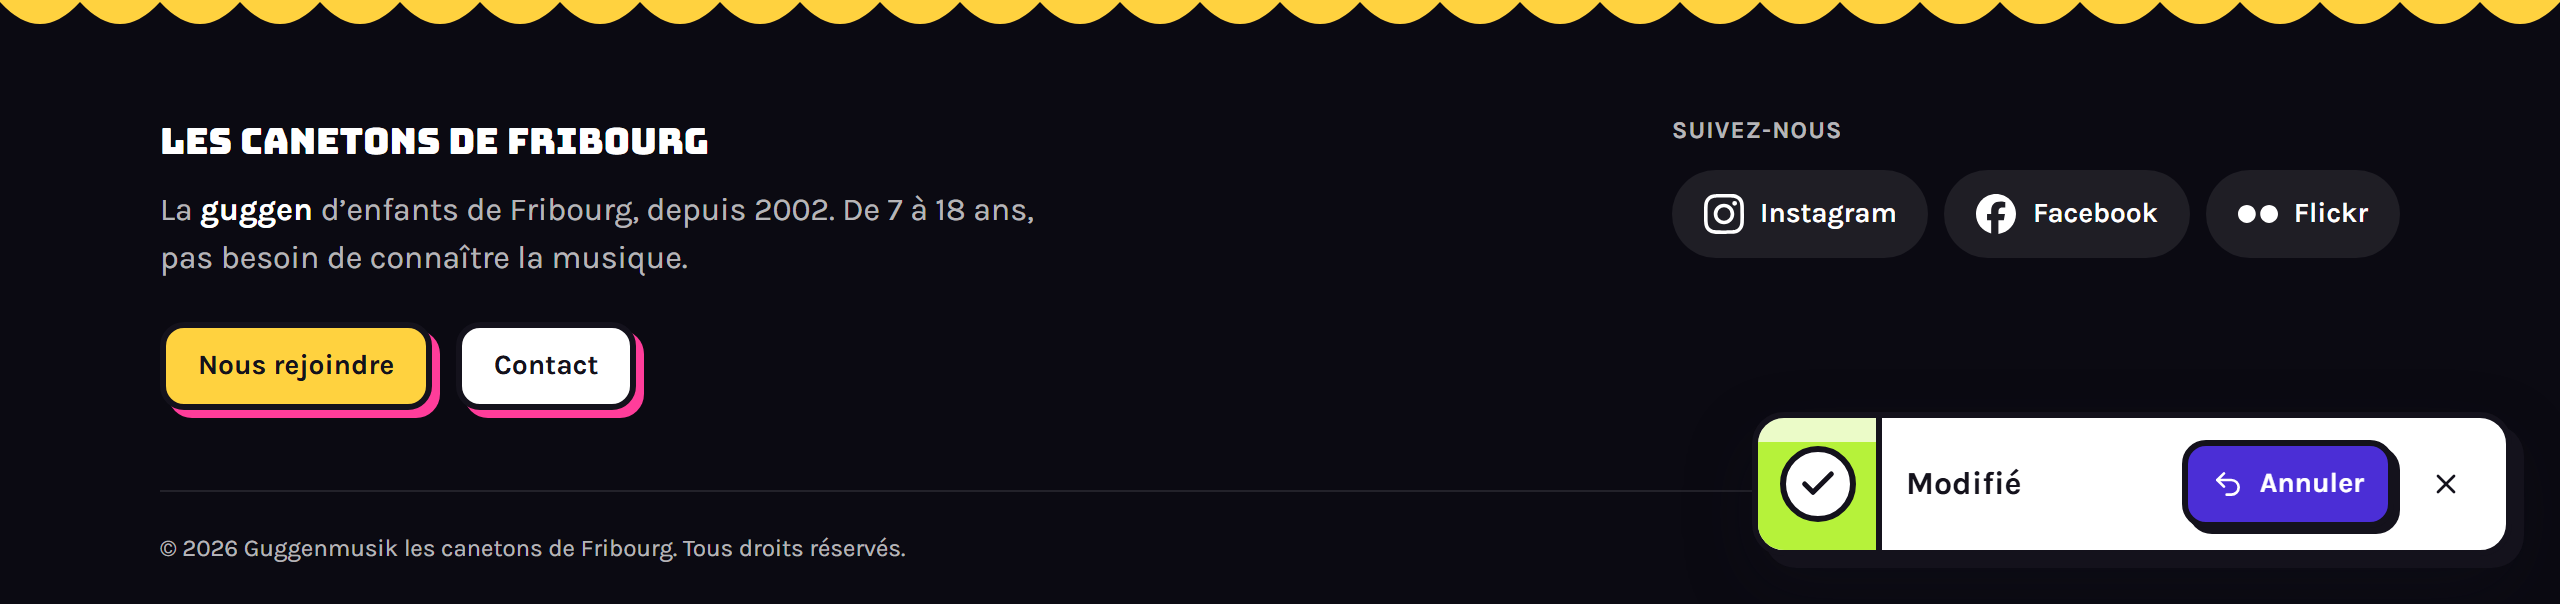 LES CANETONS DE FRIBOURG
La guggen d’enfants de Fribourg, depuis 2002. De 7 à 18 ans,
pas besoin de connaître la musique.
Nous rejoindre
Contact
SUIVEZ-NOUS
Instagram
Facebook
Flickr
Modifié
Annuler
© 2026 Guggenmusik les canetons de Fribourg. Tous droits réservés.